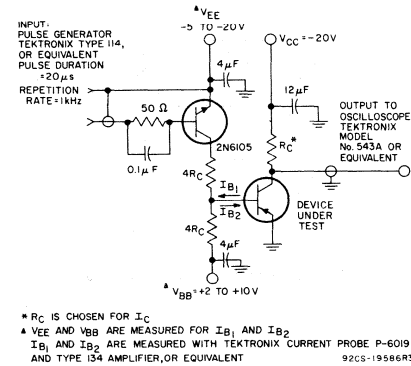 INPUT:
PULSE GENERATOR
TEKTRONIX TYPE 114,
OR EQUIVALENT
PULSE DURATION
=20μs
REPETITION
RATE=1kHz
▲VEE
-5 TO -20V
4μF
50 Ω
0.1μF
2N6105
4RC
IB1
IB2
4RC
4μF
▲VBB=+2 TO +10V
VCC=-20V
12μF
RC*
OUTPUT TO
OSCILLOSCOPE
TEKTRONIX
MODEL
No. 543A OR
EQUIVALENT
DEVICE
UNDER
TEST
* RC IS CHOSEN FOR IC
▲ VEE AND VBB ARE MEASURED FOR IB1 AND IB2
IB1 AND IB2 ARE MEASURED WITH TEKTRONIX CURRENT PROBE P-6019
AND TYPE 134 AMPLIFIER, OR EQUIVALENT
92CS-19586R3